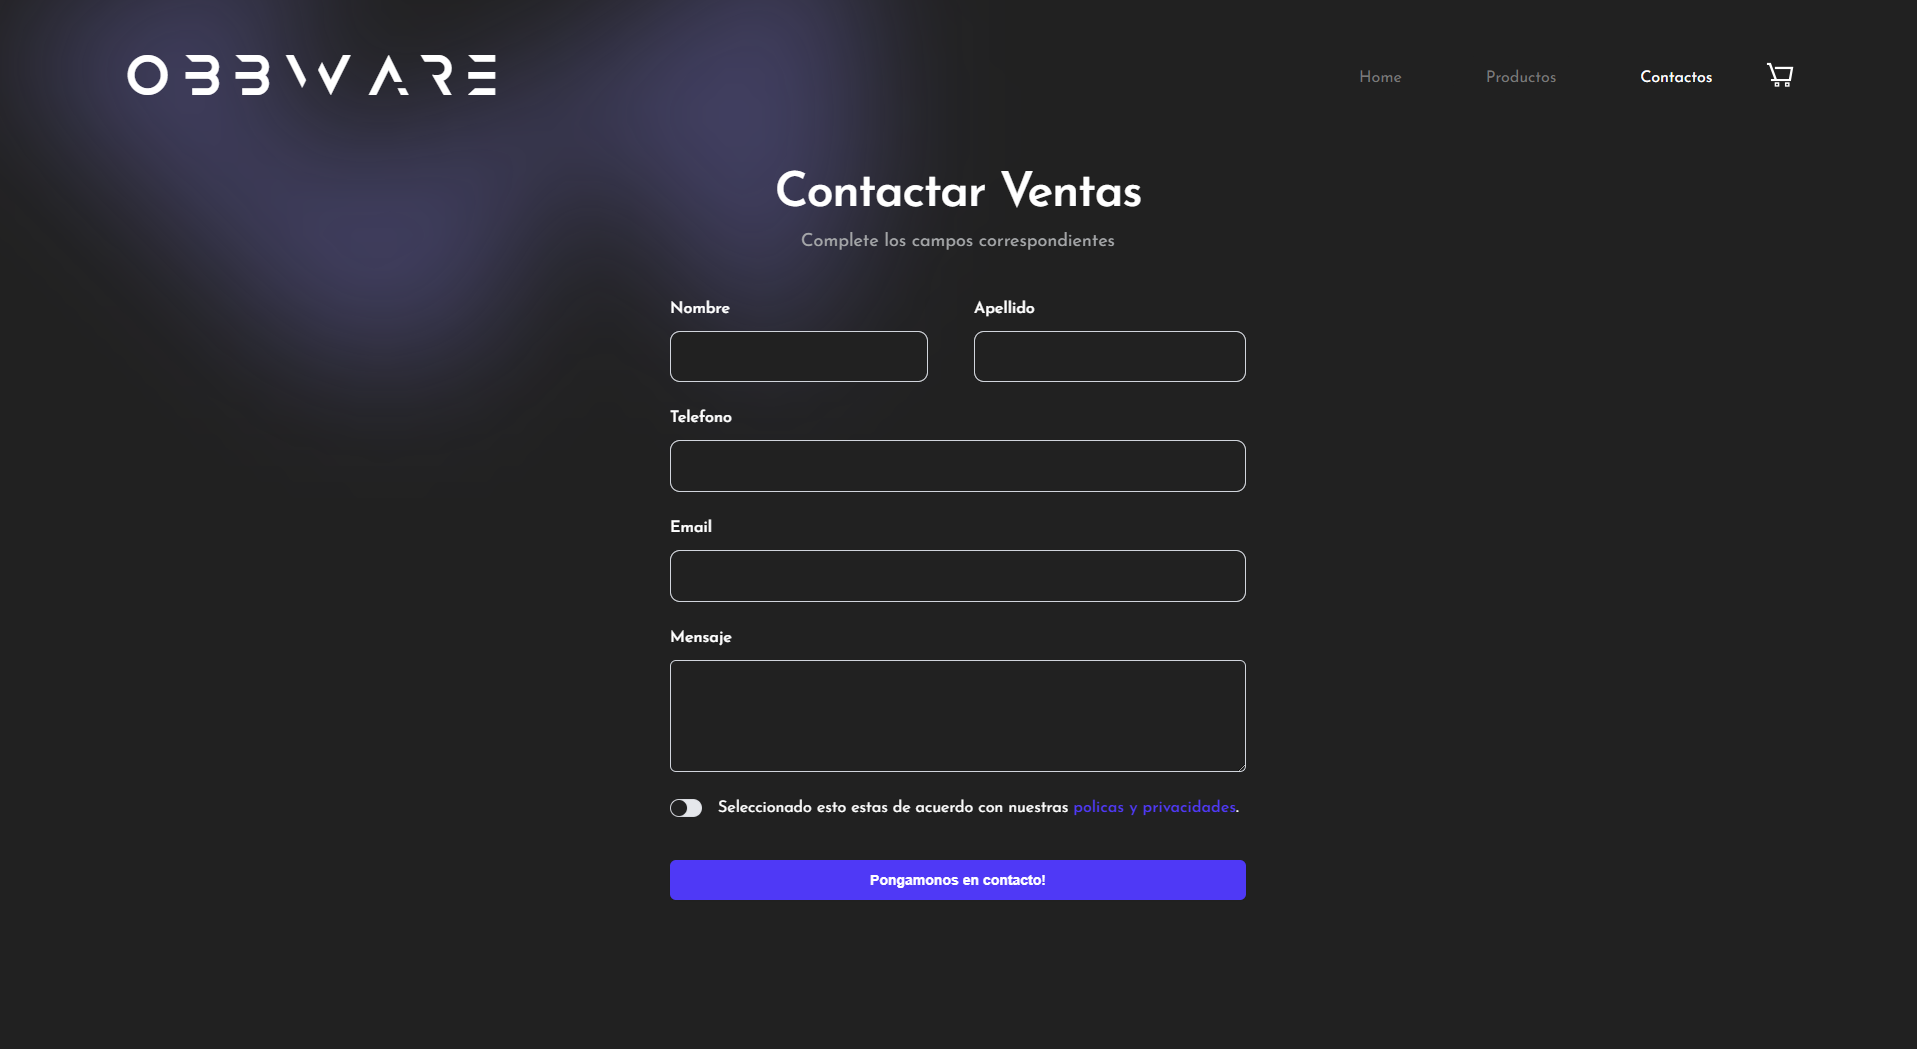 OBBWARE
Home Productos Contactos
Contactar Ventas
Complete los campos correspondientes
Nombre Apellido
Telefono
Email
Mensaje
Seleccionado esto estas de acuerdo con nuestras policas y privacidades.
Pongamonos en contacto!